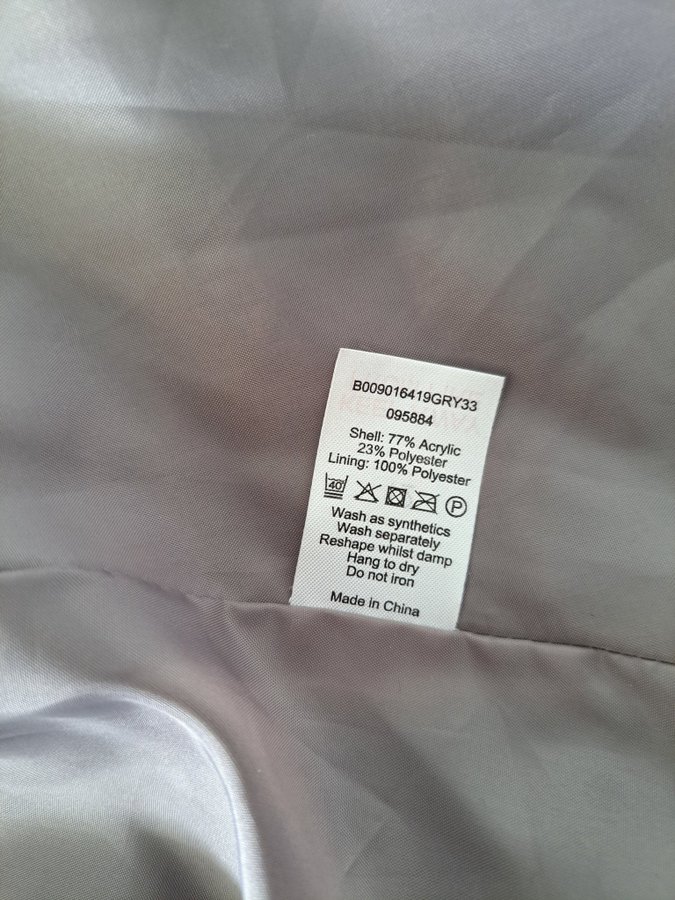 B009016419GRY33
095884
Shell: 77% Acrylic
23% Polyester
Lining: 100% Polyester
40 P
Wash as synthetics
Wash separately
Reshape whilst damp
Hang to dry
Do not iron
Made in China